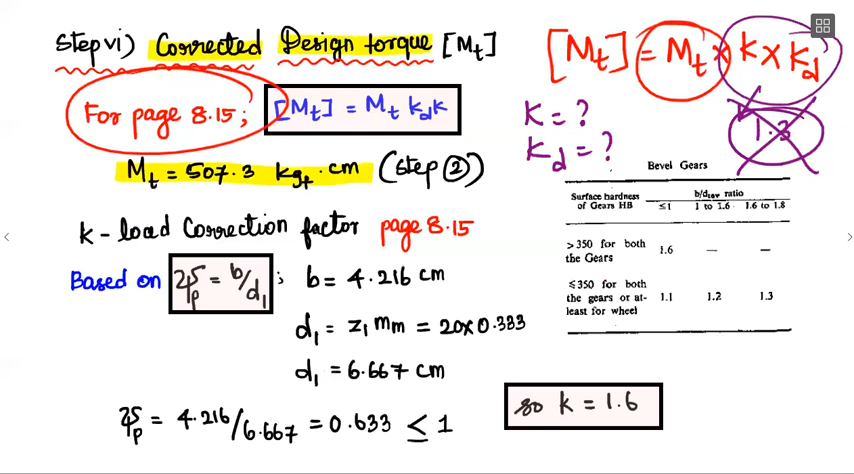 Step vi) Corrected Design torque [Mt]
[Mt] = Mt × K × Kd
For page 8.15; [Mt] = Mt kd k
K = ?
Kd = ?
1.3
Mt = 507.3 kgf. cm (step ②)
k - load Correction factor page 8.15
Based on ψp = b/d1 ; b = 4.216 cm
d1 = z1 mm = 20x0.333
d1 = 6.667 cm
ψp = 4.216/6.667 = 0.633 ≤ 1
so k = 1.6
Bevel Gears
Surface hardness of Gears HB b/d1av ratio
≤1 1 to 1.6 1.6 to 1.8
>350 for both
the Gears 1.6 — —
≤350 for both
the gears or at- 1.1 1.2 1.3
least for wheel